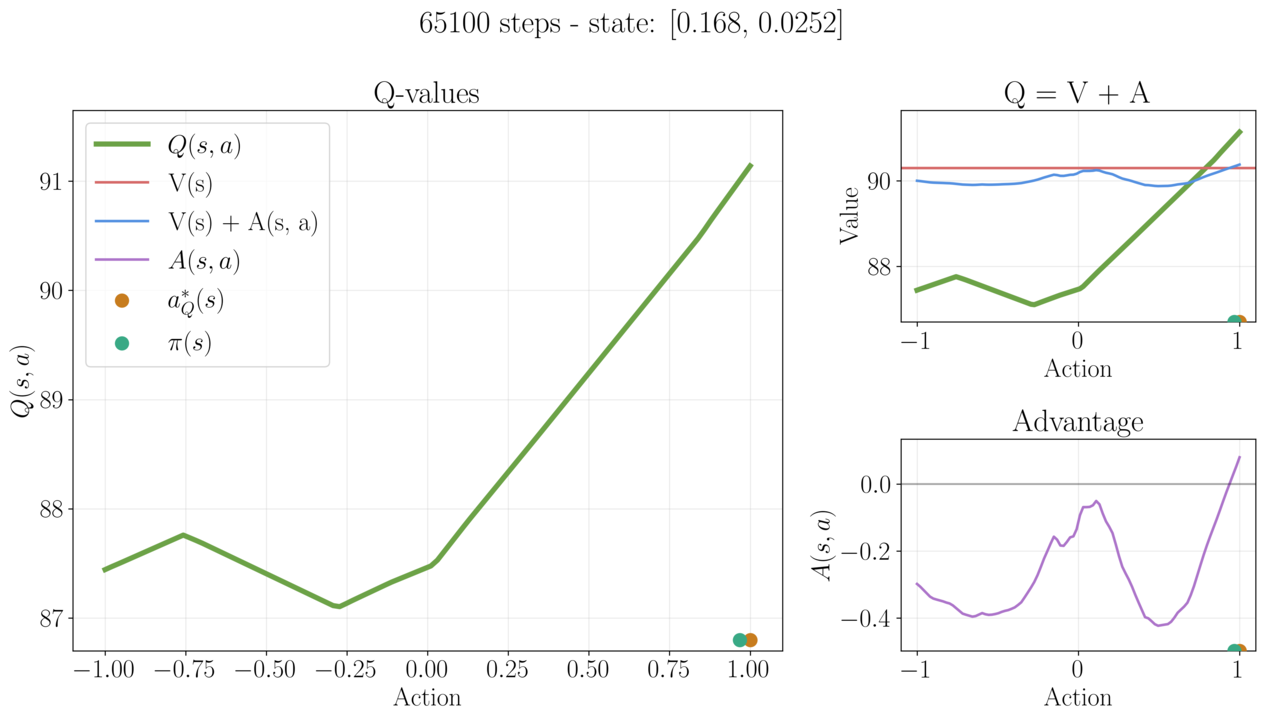 65100 steps - state: [0.168, 0.0252]
Q-values
Q(s, a)
V(s)
V(s) + A(s, a)
A(s, a)
a*_Q(s)
π(s)
Q(s, a)
91
90
89
88
87
−1.00 −0.75 −0.50 −0.25 0.00 0.25 0.50 0.75 1.00
Action
Q = V + A
Value
90
88
−1 0 1
Action
Advantage
A(s, a)
0.0
−0.2
−0.4
−1 0 1
Action